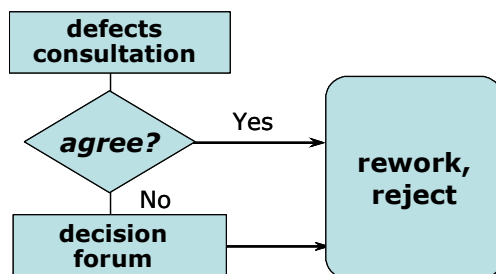 defects
consultation
agree?
Yes
No
rework,
reject
decision
forum